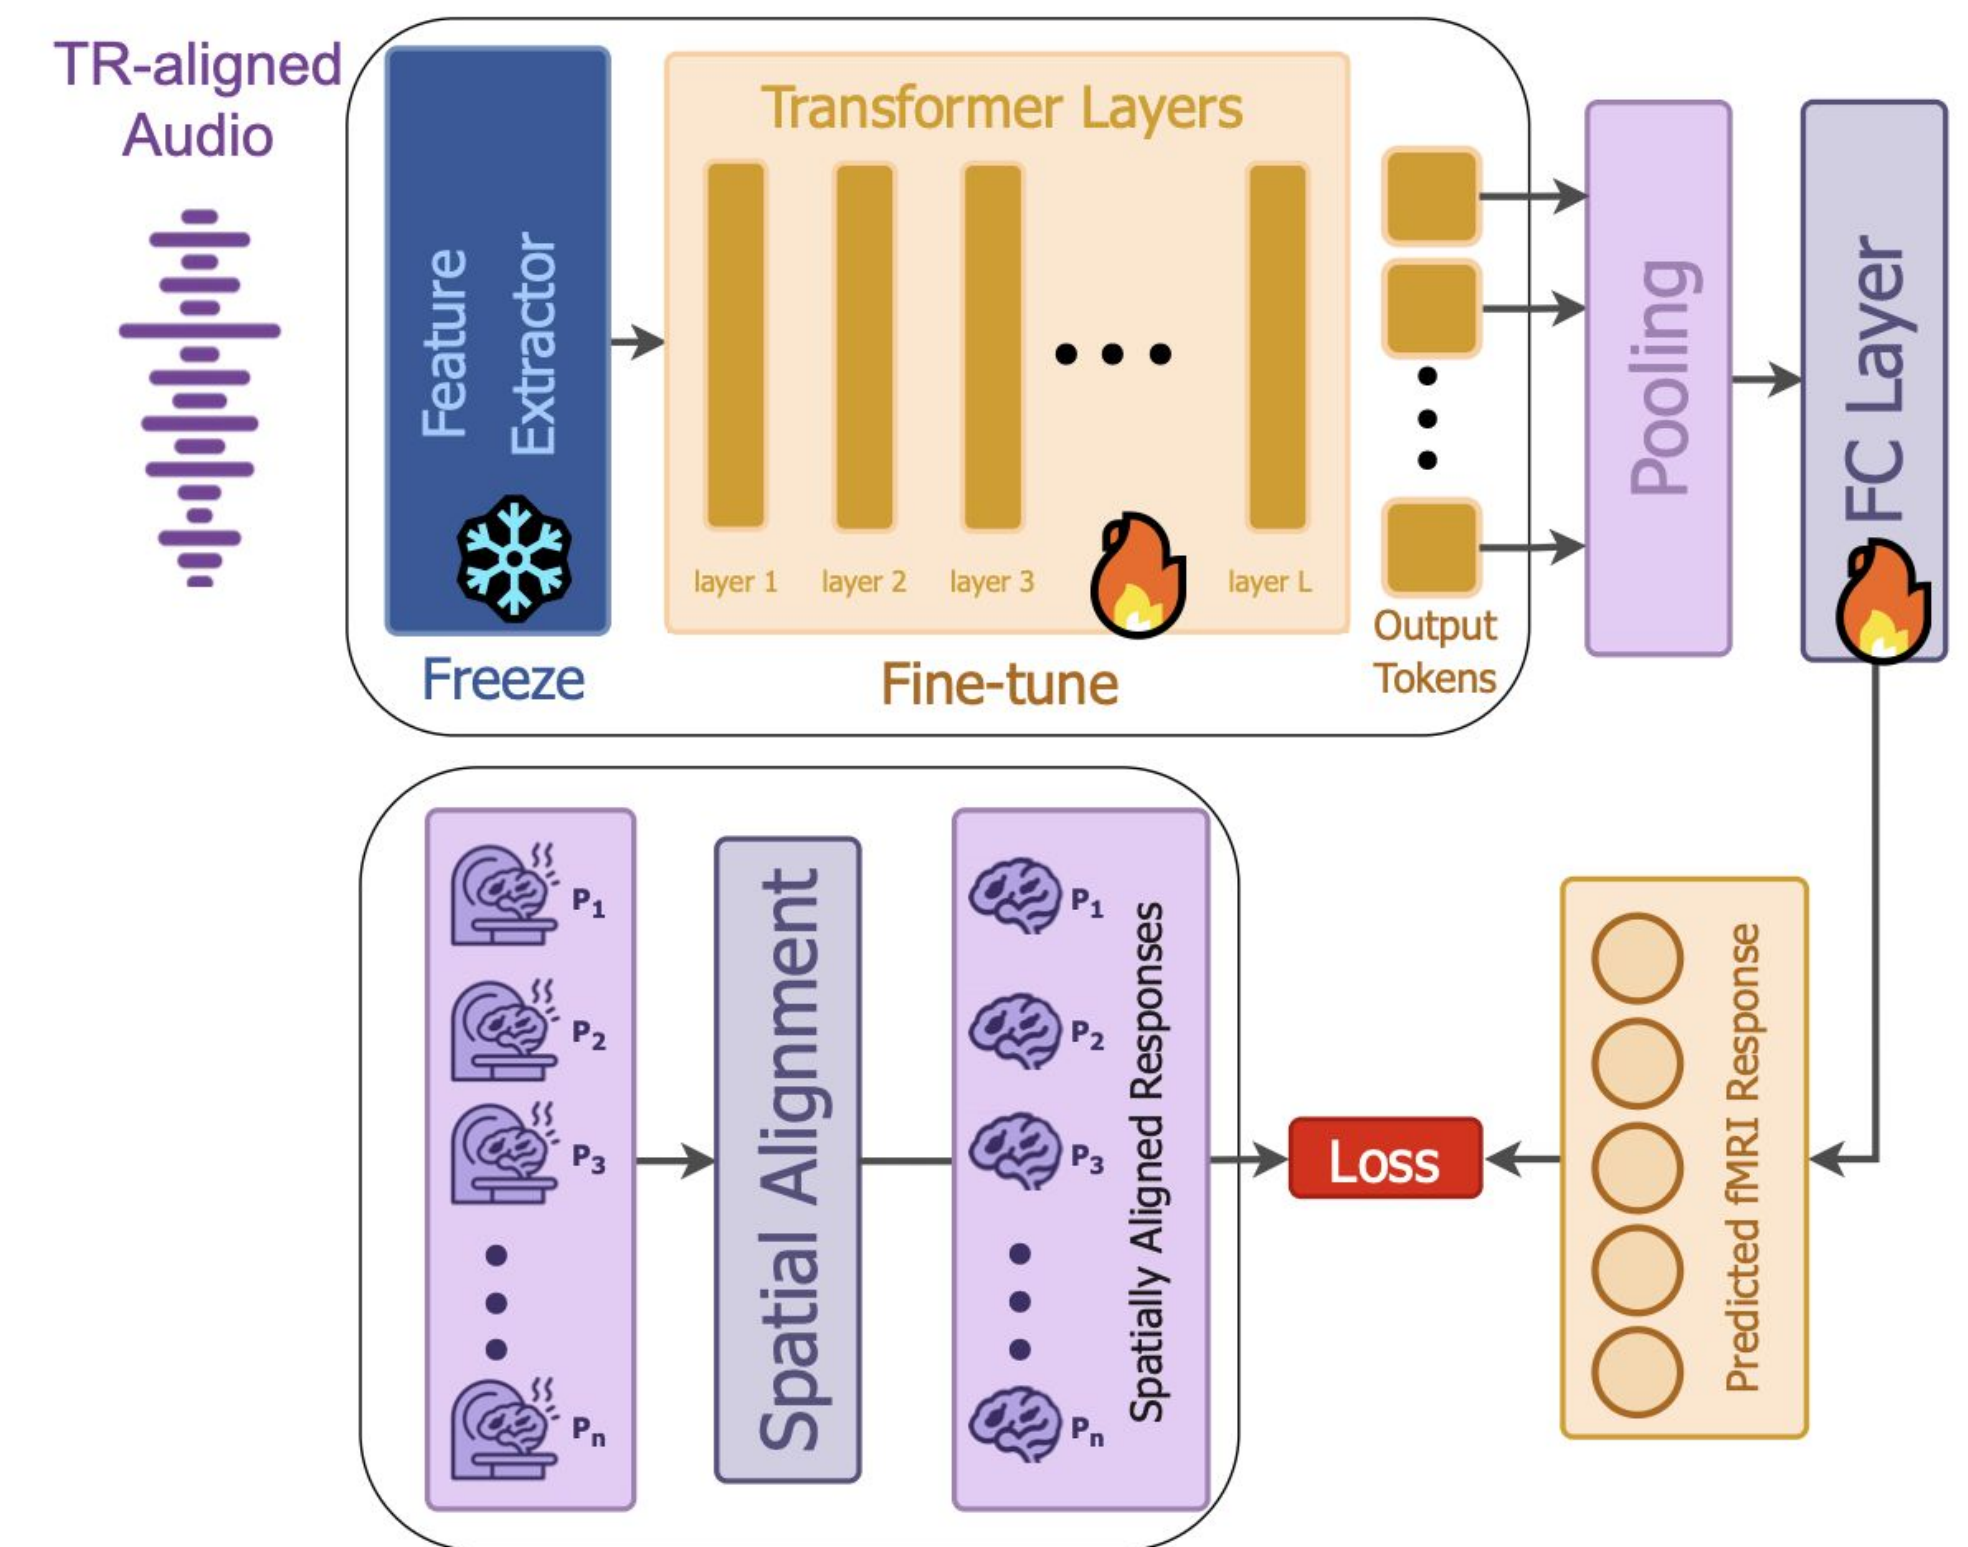 TR-aligned
Audio
Feature
Extractor
Freeze
Transformer Layers
layer 1
layer 2
layer 3
layer L
Fine-tune
Output
Tokens
Pooling
FC Layer
P1
P2
P3
Pn
Spatial Alignment
P1
P2
P3
Pn
Spatially Aligned Responses
Loss
Predicted fMRI Response